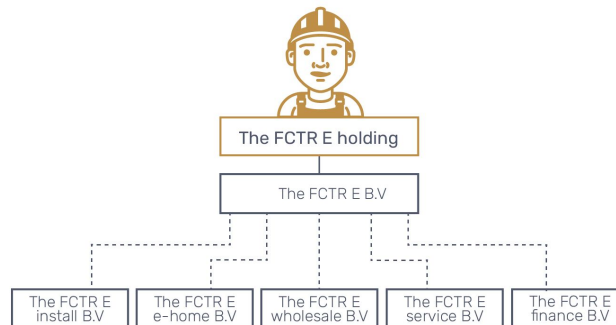 The FCTR E holding
The FCTR E B.V
The FCTR E
install B.V
The FCTR E
e-home B.V
The FCTR E
wholesale B.V
The FCTR E
service B.V
The FCTR E
finance B.V